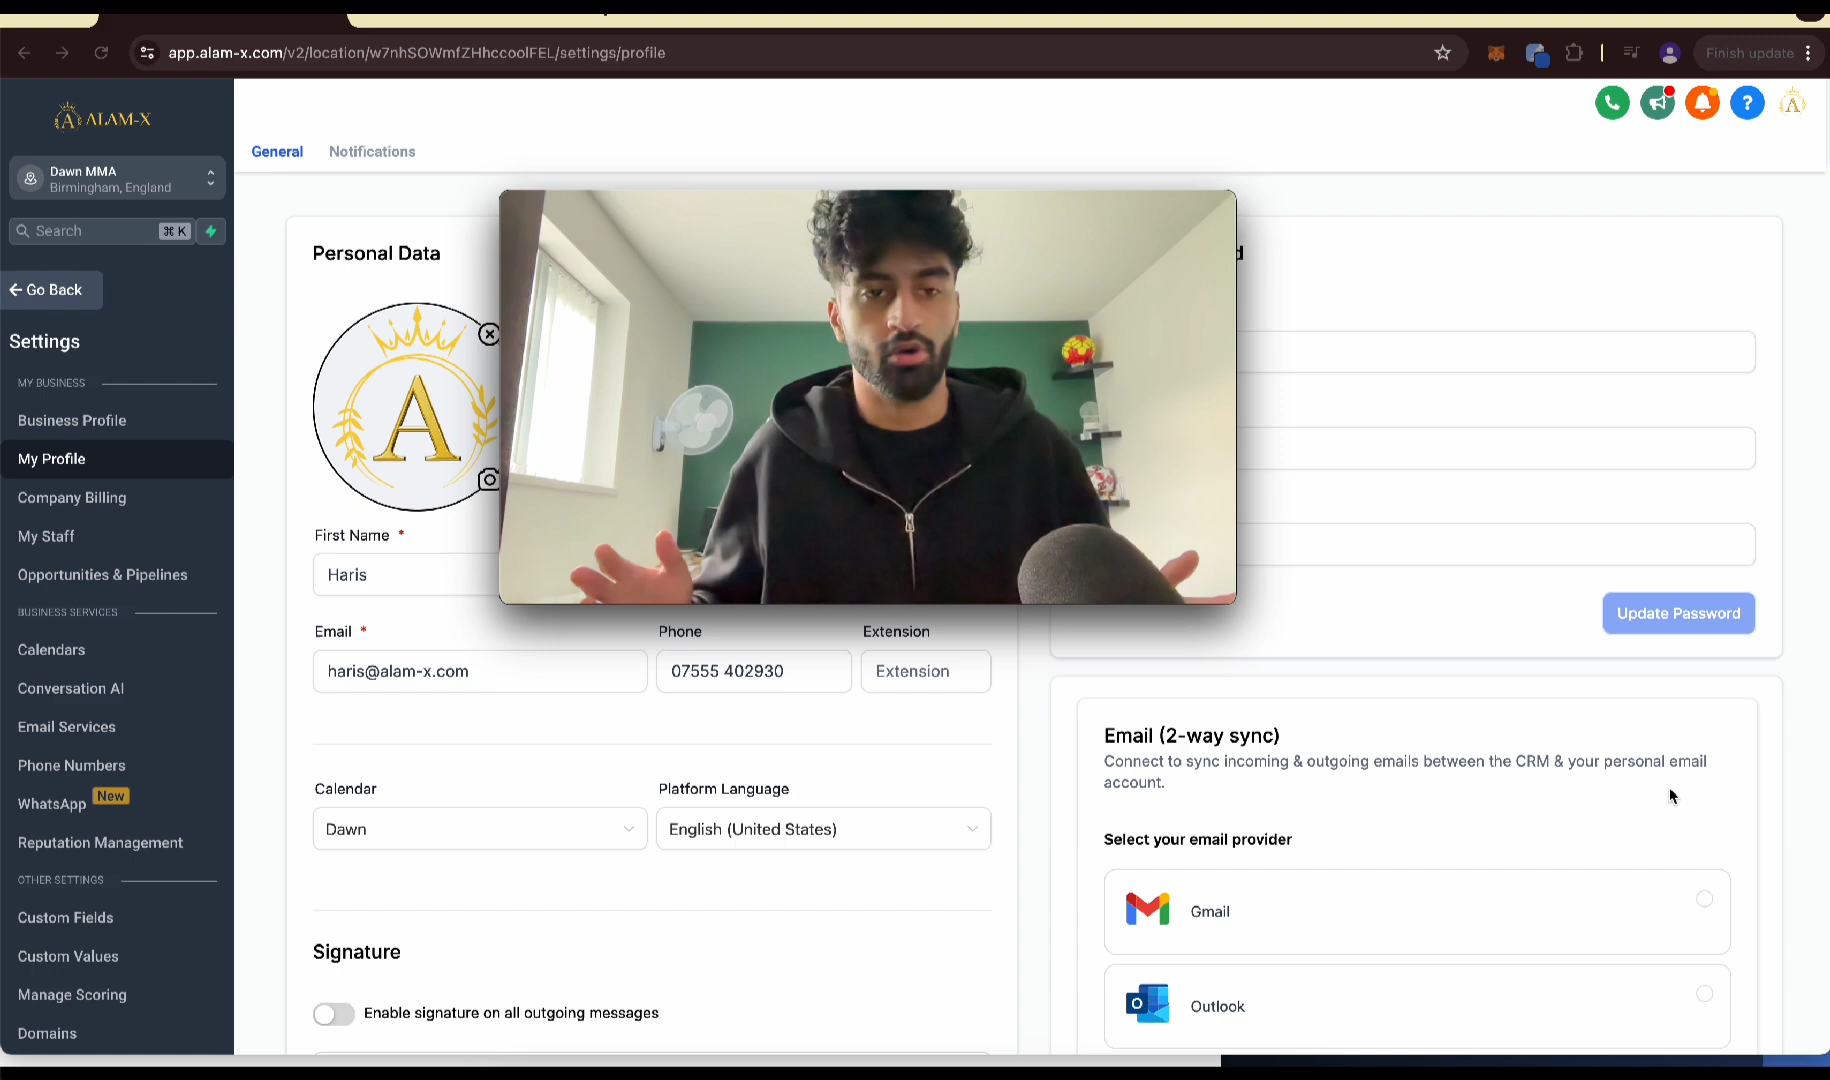 app.alam-x.com/v2/location/w7nhSOWmfZHhccoolFEL/settings/profile
Finish update
ALAM-X
Dawn MMA
Birmingham, England
Search
⌘ K
Go Back
Settings
MY BUSINESS
Business Profile
My Profile
Company Billing
My Staff
Opportunities & Pipelines
BUSINESS SERVICES
Calendars
Conversation AI
Email Services
Phone Numbers
WhatsApp New
Reputation Management
OTHER SETTINGS
Custom Fields
Custom Values
Manage Scoring
Domains
General
Notifications
Personal Data
A
First Name *
Haris
Email *
Phone
Extension
haris@alam-x.com
07555 402930
Extension
Calendar
Platform Language
Dawn
English (United States)
Signature
Enable signature on all outgoing messages
Update Password
Email (2-way sync)
Connect to sync incoming & outgoing emails between the CRM & your personal email
account.
Select your email provider
Gmail
Outlook